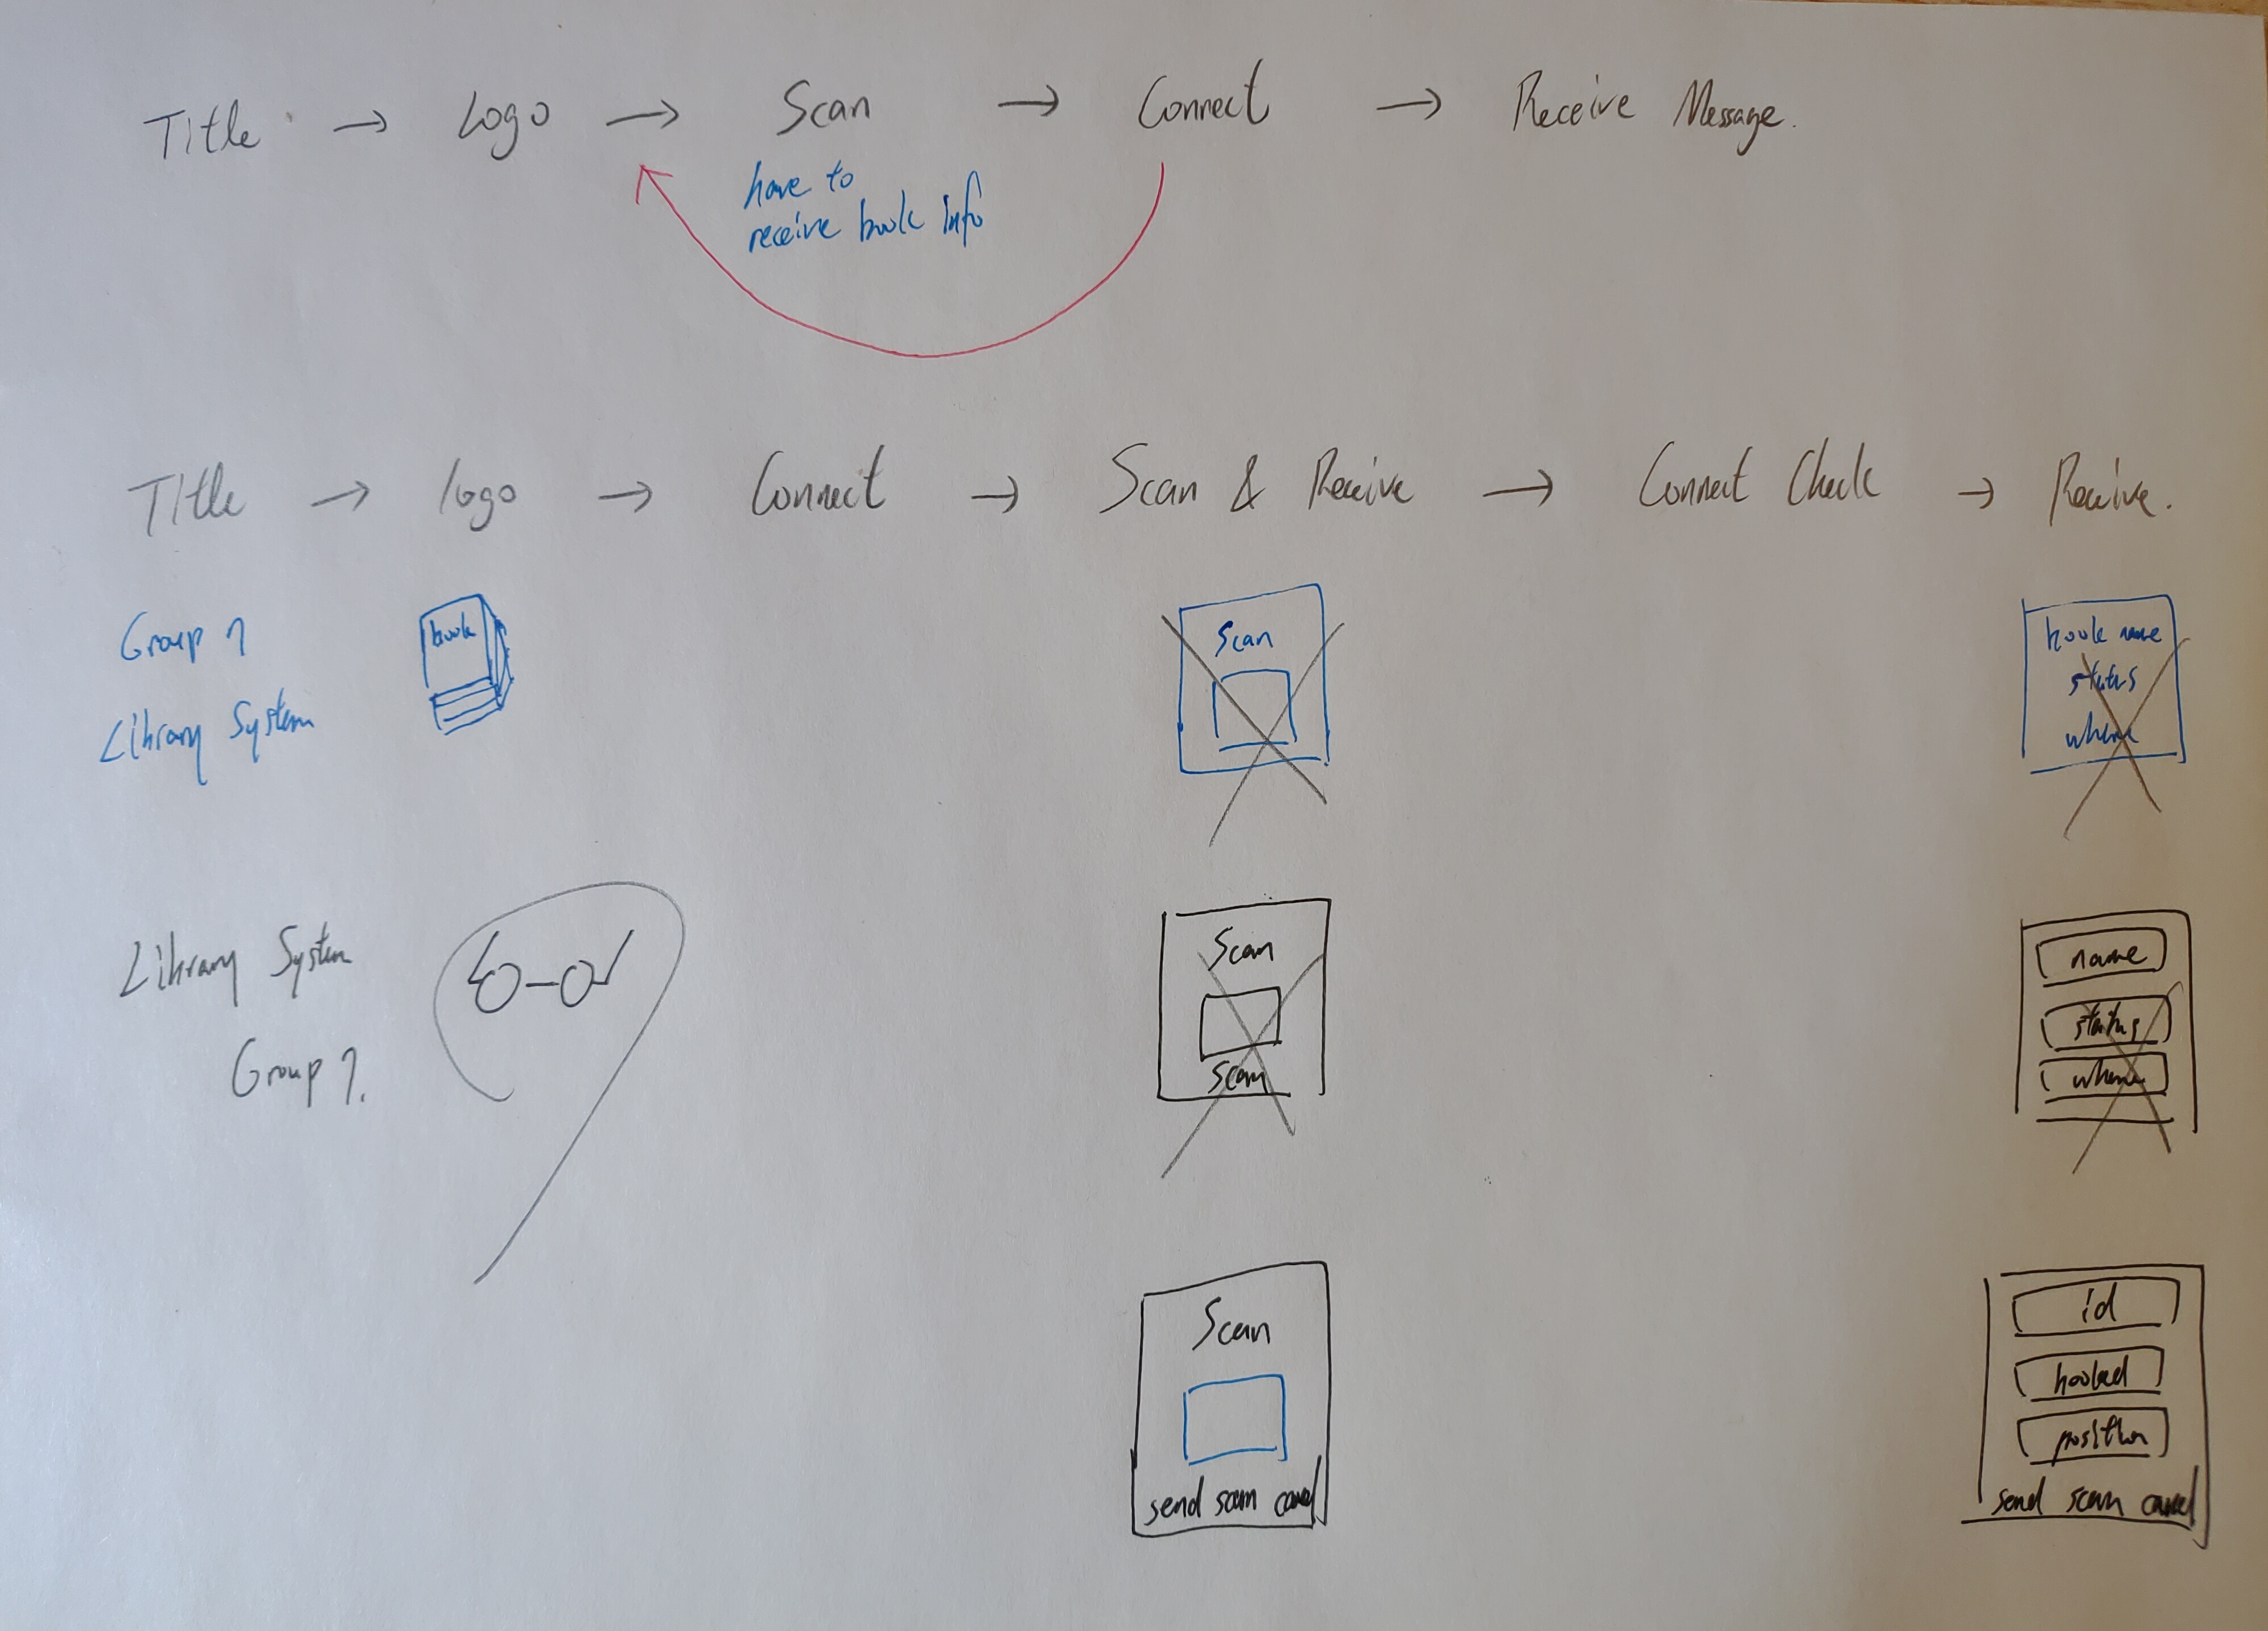 Title → Logo → Scan → Connect → Receive Message.
have to
receive book Info
Title → logo → Connect → Scan & Receive → Connect Check → Receive.
Group 7
Library System
book
Scan
book name
status
where
Library System
Group 7.
Scan
Scan
name
status
where
Scan
send scan cancel
id
booked
position
send scan cancel